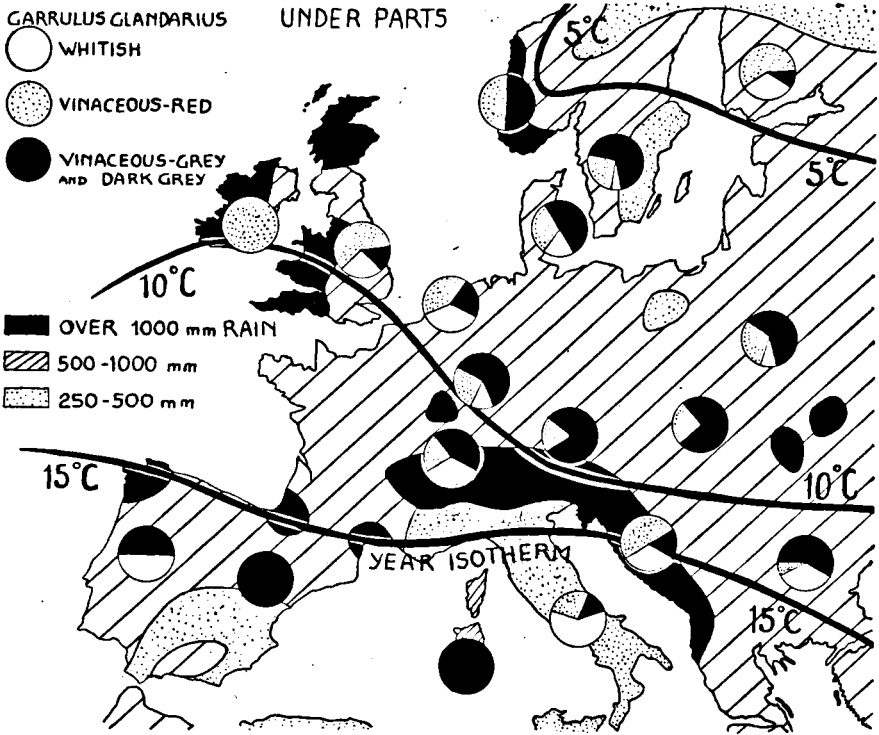 GARRULUS GLANDARIUS
UNDER PARTS
WHITISH
VINACEOUS-RED
VINACEOUS-GREY
AND DARK GREY
5°C
5°C
10°C
OVER 1000 mm RAIN
500-1000 mm
250-500 mm
15°C
10°C
YEAR ISOTHERM
15°C